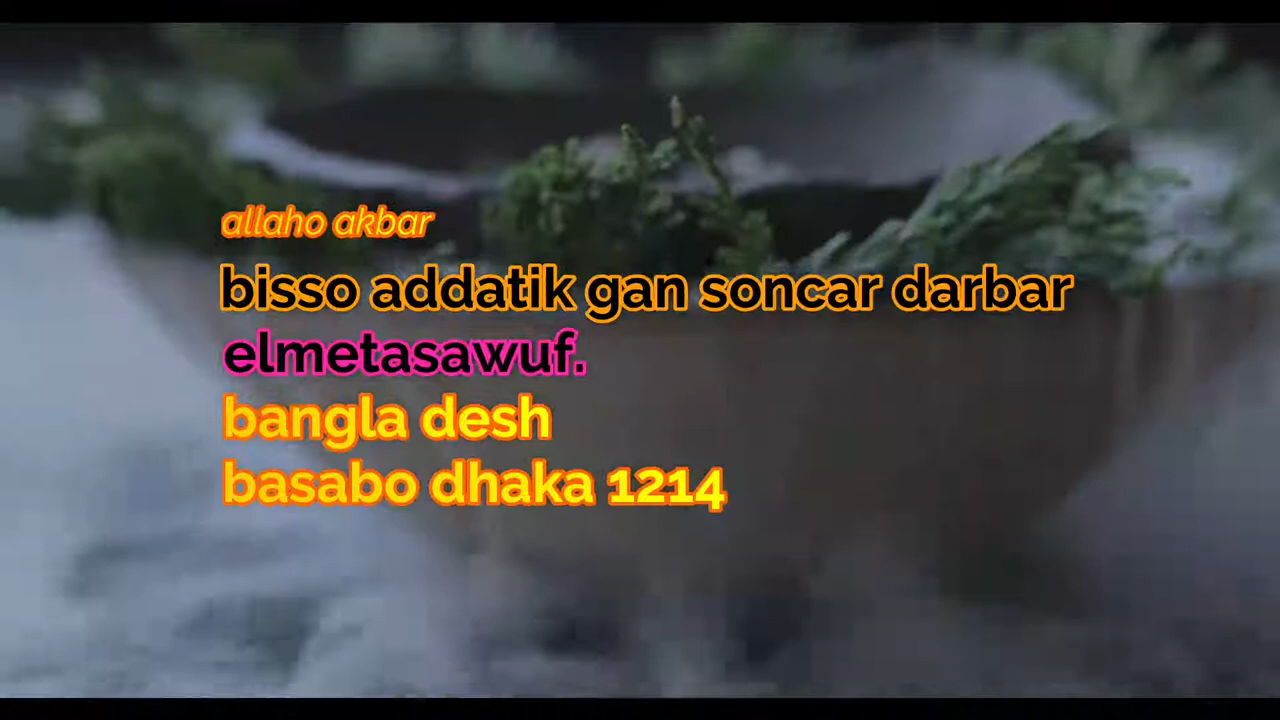 allaho akbar
bisso addatik gan soncar darbar
elmetasawuf.
bangla desh
basabo dhaka 1214